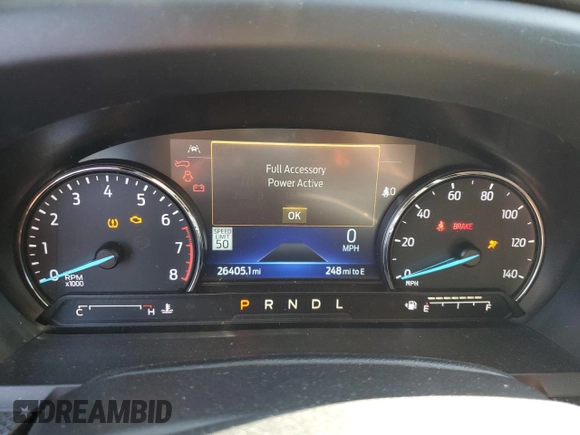 Full Accessory
Power Active
OK
SPEED
LIMIT
50
0
MPH
26405.1 mi
248 mi to E
0 1 2 3 4 5 6 7 8
RPM
x1000
0 20 40 60 80 100 120 140
MPH
BRAKE
C H
P R N D L
E F
DREAMBID